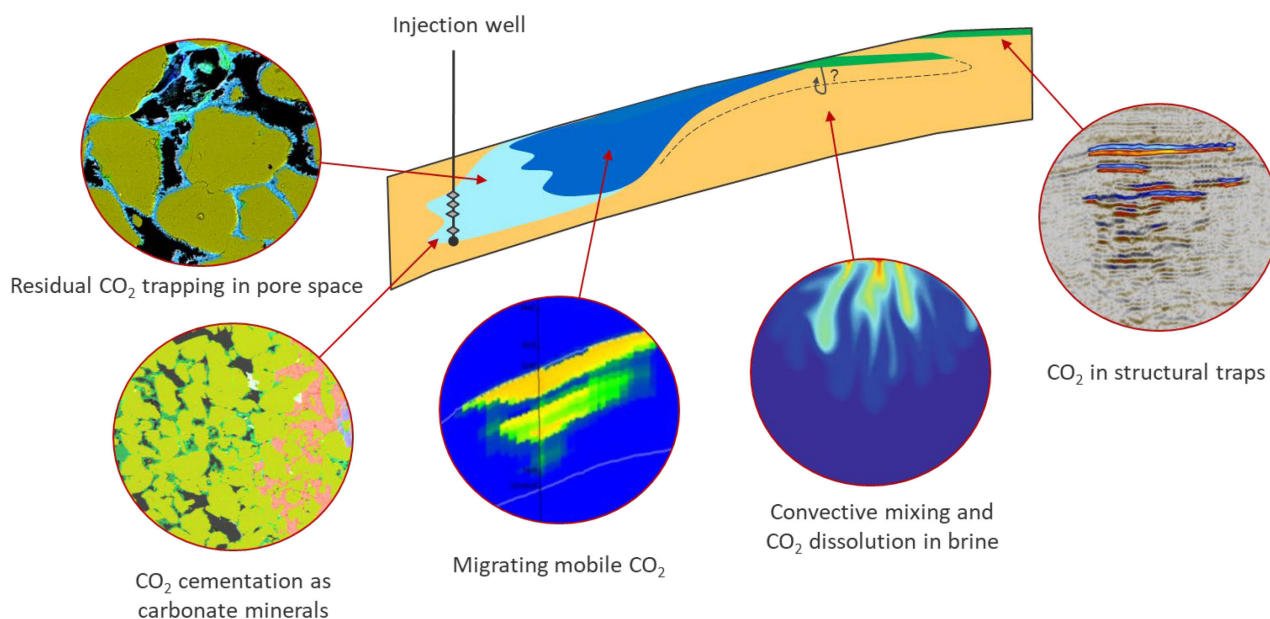 Injection well
?
Residual CO₂ trapping in pore space
CO₂ in structural traps
Convective mixing and
CO₂ dissolution in brine
Migrating mobile CO₂
CO₂ cementation as
carbonate minerals